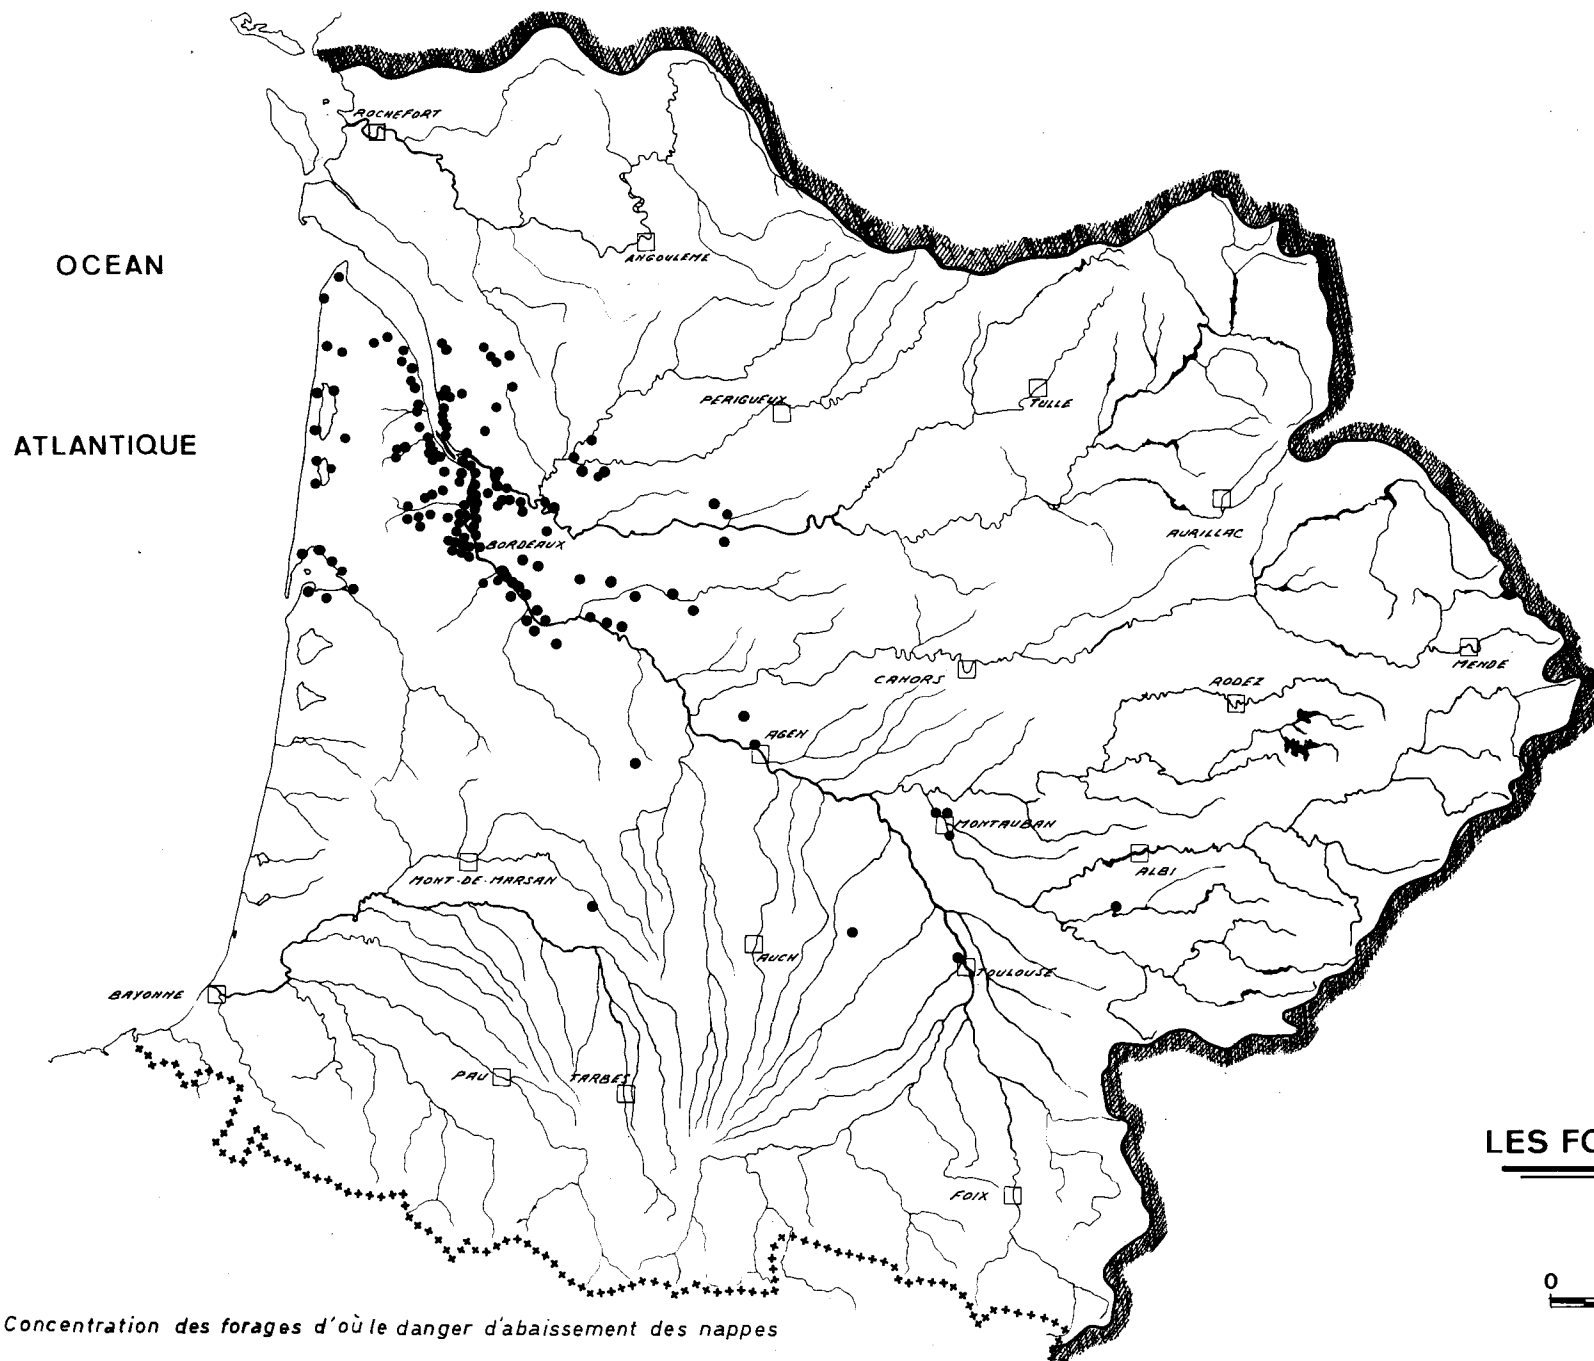 ROCHEFORT
OCEAN
ANGOULEME
PERIGUEUX
TULLE
ATLANTIQUE
AURILLAC
BORDEAUX
MENDE
CAHORS
RODEZ
AGEN
MONTAUBAN
ALBI
MONT-DE-MARSAN
AUCH
TOULOUSE
BAYONNE
PAU
TARBES
LES FO
FOIX
0
Concentration des forages d'où le danger d'abaissement des nappes